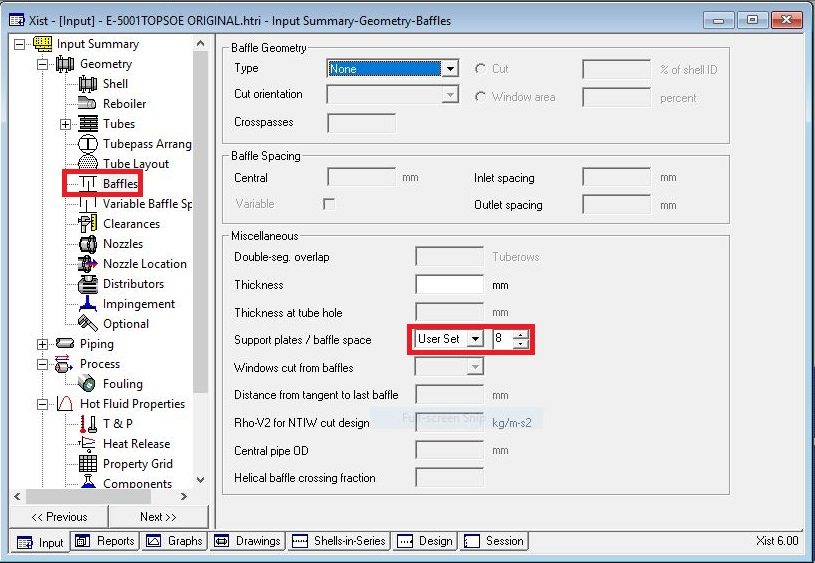 Xist - [Input] - E-5001TOPSOE ORIGINAL.htri - Input Summary-Geometry-Baffles
Input Summary
Geometry
Shell
Reboiler
Tubes
Tubepass Arrang
Tube Layout
Baffles
Variable Baffle Sp
Clearances
Nozzles
Nozzle Location
Distributors
Impingement
Optional
Piping
Process
Fouling
Hot Fluid Properties
T & P
Heat Release
Property Grid
Components
<< Previous
Next >>
Baffle Geometry
Type None Cut % of shell ID
Cut orientation Window area percent
Crosspasses
Baffle Spacing
Central mm Inlet spacing mm
Variable Outlet spacing mm
Miscellaneous
Double-seg. overlap Tuberows
Thickness mm
Thickness at tube hole mm
Support plates / baffle space User Set 8
Windows cut from baffles
Distance from tangent to last baffle mm
Full-screen Snip
Rho-V2 for NTIW cut design kg/m-s2
Central pipe OD mm
Helical baffle crossing fraction
Input Reports Graphs Drawings Shells-in-Series Design Session Xist 6.00